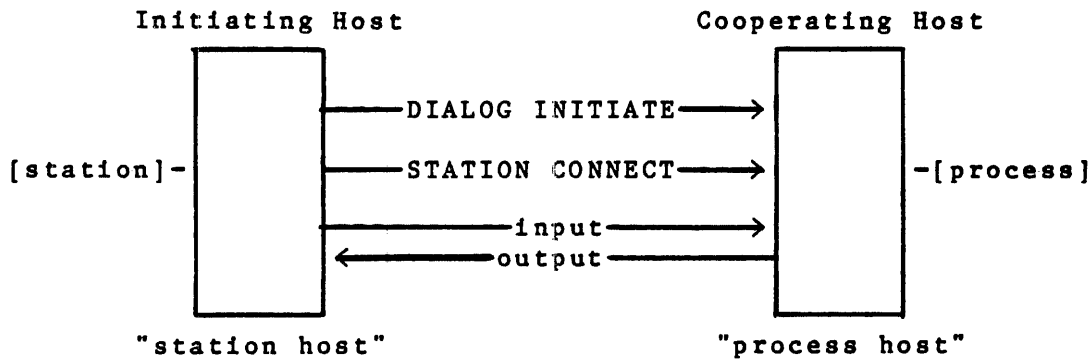 Initiating Host Cooperating Host
DIALOG INITIATE
[station]- STATION CONNECT -[process]
input
output
"station host" "process host"